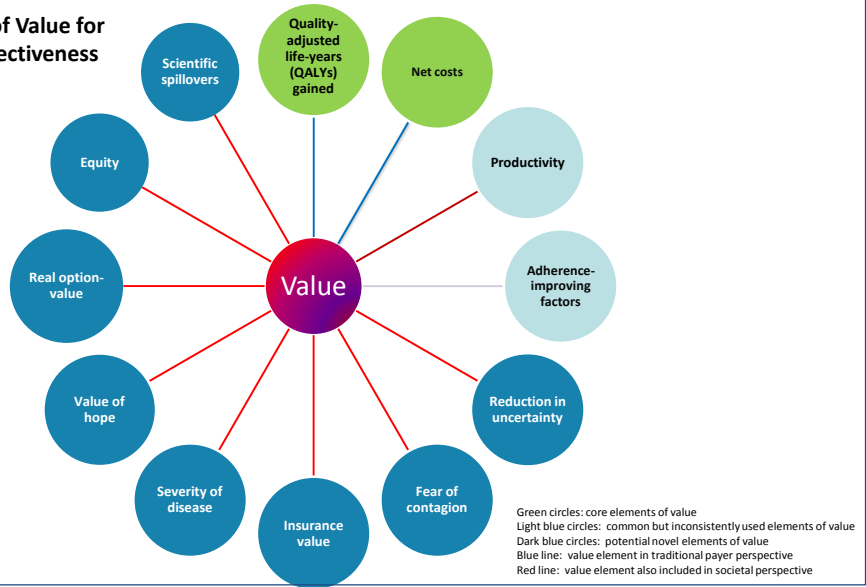 of Value for
ectiveness
Quality-
adjusted
life-years
(QALYs)
gained
Net costs
Productivity
Adherence-
improving
factors
Reduction in
uncertainty
Fear of
contagion
Insurance
value
Severity of
disease
Value of
hope
Real option-
value
Equity
Scientific
spillovers
Value
Green circles: core elements of value
Light blue circles: common but inconsistently used elements of value
Dark blue circles: potential novel elements of value
Blue line: value element in traditional payer perspective
Red line: value element also included in societal perspective